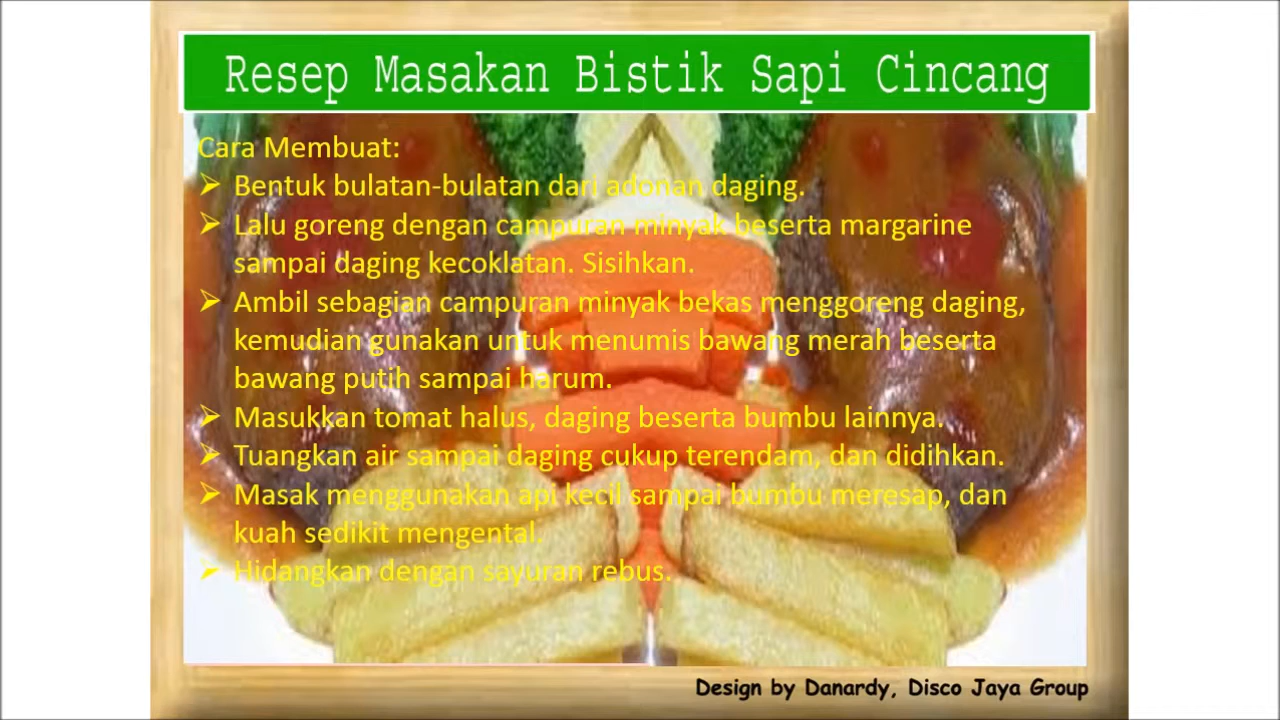 Resep Masakan Bistik Sapi Cincang
Cara Membuat:
➢ Bentuk bulatan-bulatan dari adonan daging.
➢ Lalu goreng dengan campuran minyak beserta margarine
sampai daging kecoklatan. Sisihkan.
➢ Ambil sebagian campuran minyak bekas menggoreng daging,
kemudian gunakan untuk menumis bawang merah beserta
bawang putih sampai harum.
➢ Masukkan tomat halus, daging beserta bumbu lainnya.
➢ Tuangkan air sampai daging cukup terendam, dan didihkan.
➢ Masak menggunakan api kecil sampai bumbu meresap, dan
kuah sedikit mengental.
➢ Hidangkan dengan sayuran rebus.
Design by Danardy, Disco Jaya Group